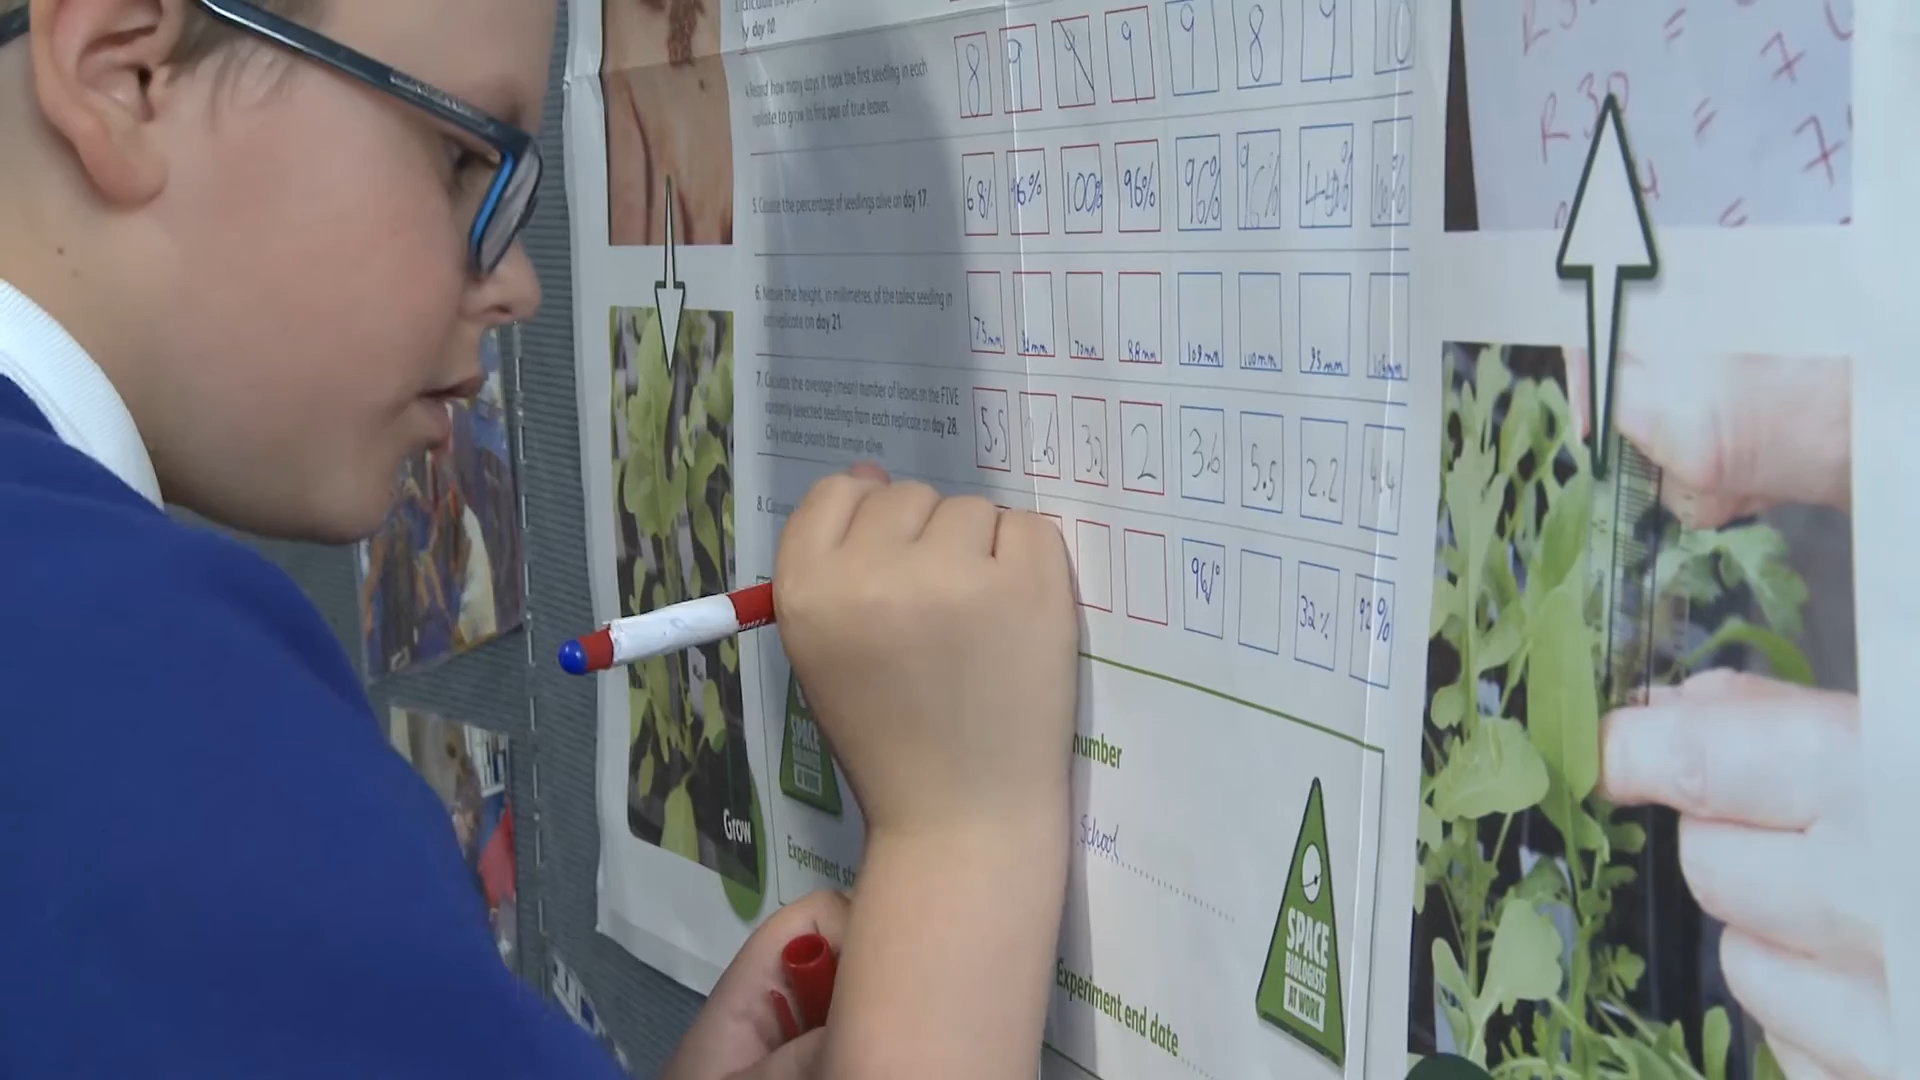 by day 10.
8 9 9 9 9 8 9 10
4. Record how many days it took the first seedling in each
replicate to grow its first pair of true leaves.
5. Calculate the percentage of seedlings alive on day 17.
68% 96% 100% 96% 96% 96% 100%
6. Measure the height, in millimetres, of the tallest seedling in
each replicate on day 21.
73mm 88mm 109mm 100mm 95mm
7. Calculate the average (mean) number of leaves on the FIVE
randomly selected seedlings from each replicate on day 28.
Only include plants that remain alive.
5.5 2.6 3.2 2 3.6 5.5 2.2 4.4
8.
96% 32% 92%
SPACE
BIOLOGISTS
AT WORK
Grow
Experiment
number
School
Experiment end date
SPACE
BIOLOGISTS
AT WORK
= 7
R30 = 7
=